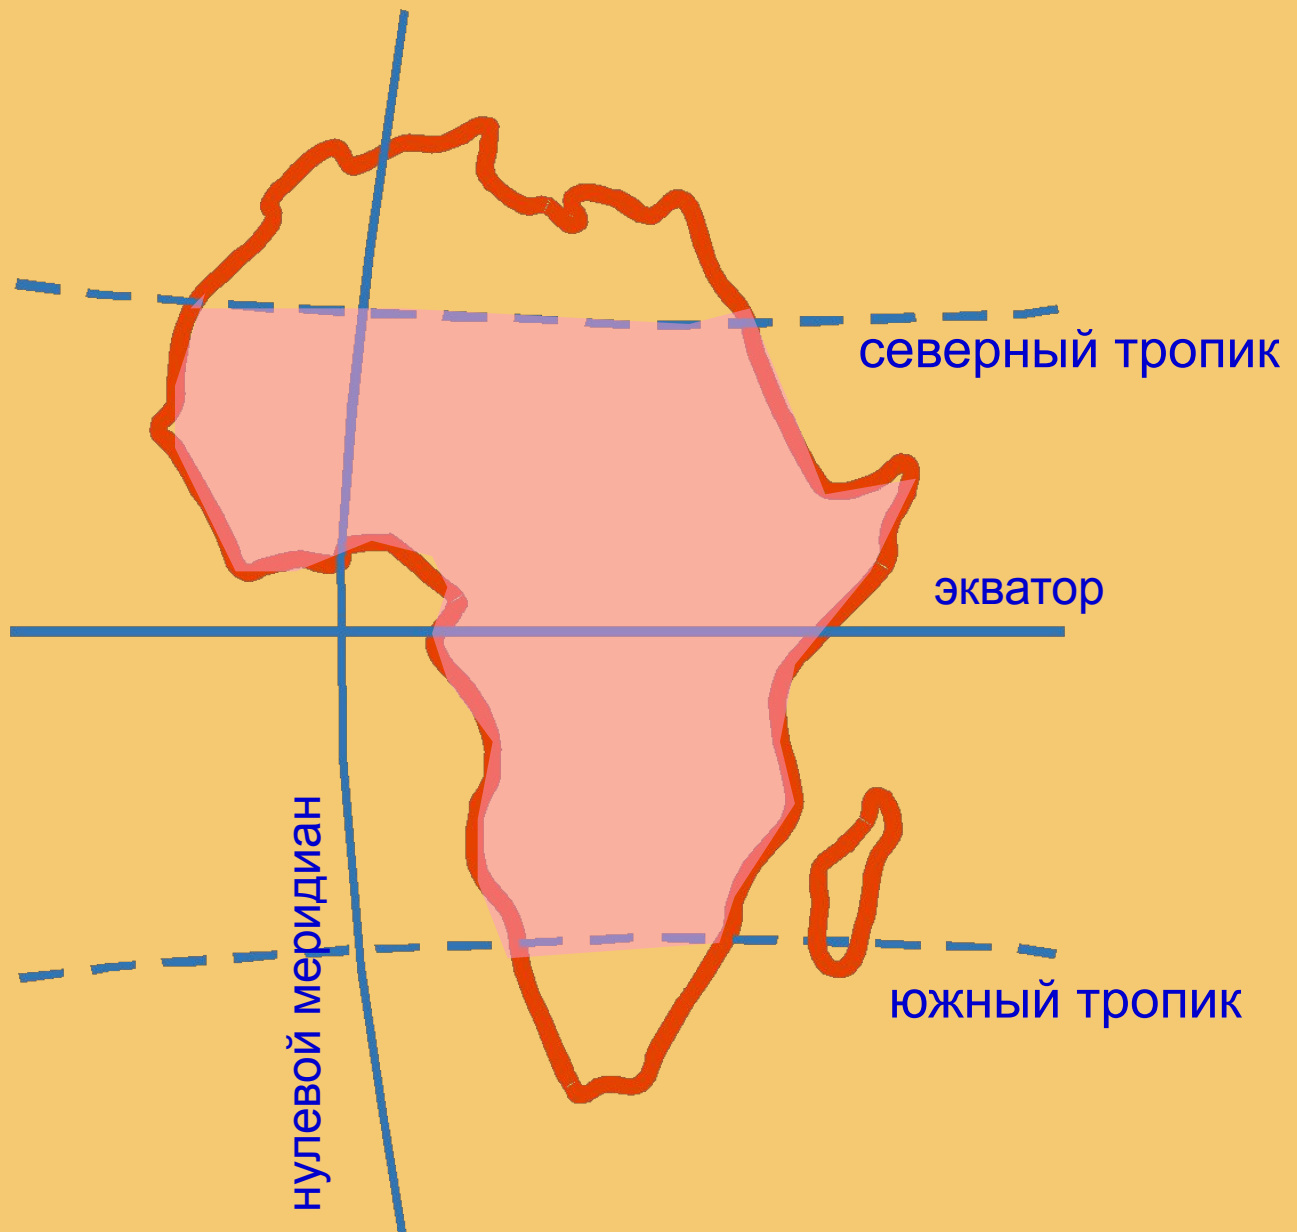 северный тропик
экватор
нулевой меридиан
южный тропик